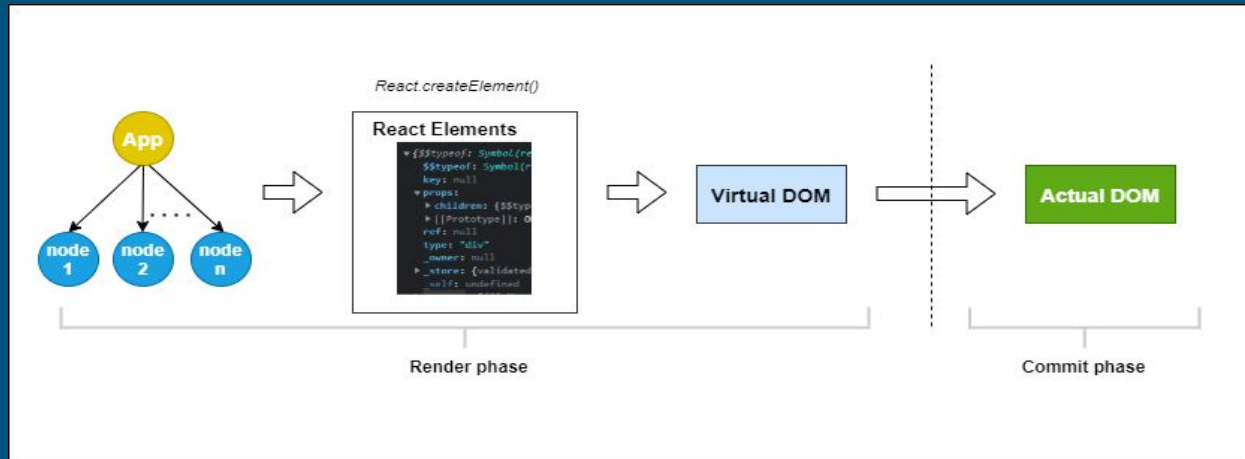 React.createElement()
React Elements
App
▾{$$typeof: Symbol(re
$$typeof: Symbol(r
key: null
▾props:
▸children: {$$typ
▸[[Prototype]]: O
ref: null
type: "div"
_owner: null
▸_store: {validated
_self: undefined
Virtual DOM
Actual DOM
node
1
node
2
node
n
Render phase
Commit phase